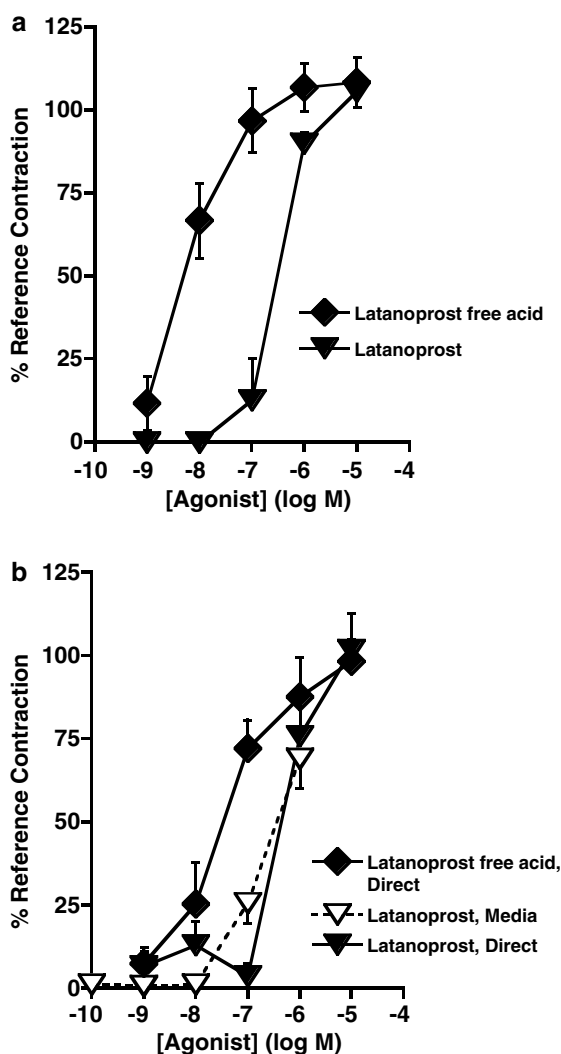 a
125
100
75
50
25
0
% Reference Contraction
Latanoprost free acid
Latanoprost
-10 -9 -8 -7 -6 -5 -4
[Agonist] (log M)
b
125
100
75
50
25
0
% Reference Contraction
Latanoprost free acid,
Direct
Latanoprost, Media
Latanoprost, Direct
-10 -9 -8 -7 -6 -5 -4
[Agonist] (log M)